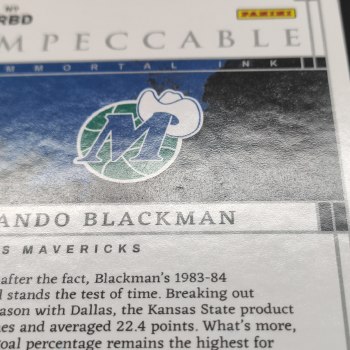 RBD
PANINI
MPECCABLE
MMORTAL INK
M
ANDO BLACKMAN
S MAVERICKS
after the fact, Blackman's 1983-84
l stands the test of time. Breaking out
ason with Dallas, the Kansas State product
es and averaged 22.4 points. What's more,
oal percentage remains the highest for